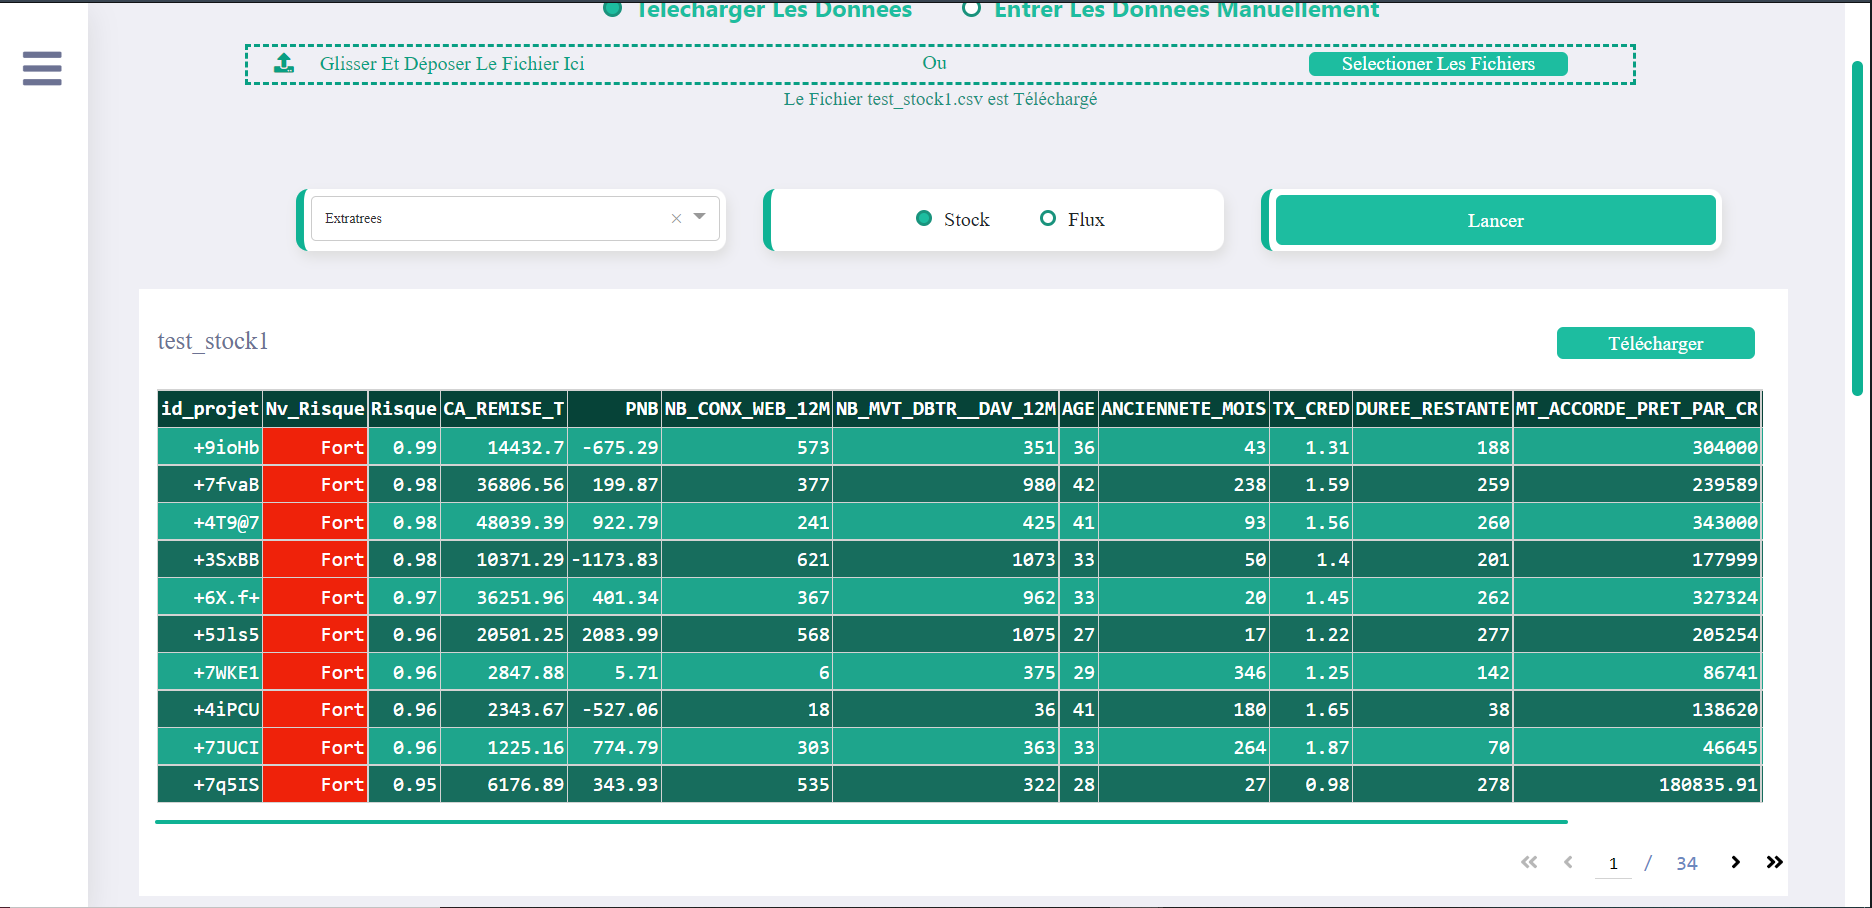 Télécharger Les Données Entrer Les Données Manuellement
Glisser Et Déposer Le Fichier Ici Ou Selectioner Les Fichiers
Le Fichier test_stock1.csv est Téléchargé
Extratrees × Stock Flux Lancer
test_stock1 Télécharger
id_projet Nv_Risque Risque CA_REMISE_T PNB NB_CONX_WEB_12M NB_MVT_DBTR__DAV_12M AGE ANCIENNETE_MOIS TX_CRED DUREE_RESTANTE MT_ACCORDE_PRET_PAR_CR
+9ioHb Fort 0.99 14432.7 -675.29 573 351 36 43 1.31 188 304000
+7fvaB Fort 0.98 36806.56 199.87 377 980 42 238 1.59 259 239589
+4T9@7 Fort 0.98 48039.39 922.79 241 425 41 93 1.56 260 343000
+3SxBB Fort 0.98 10371.29 -1173.83 621 1073 33 50 1.4 201 177999
+6X.f+ Fort 0.97 36251.96 401.34 367 962 33 20 1.45 262 327324
+5Jls5 Fort 0.96 20501.25 2083.99 568 1075 27 17 1.22 277 205254
+7WKE1 Fort 0.96 2847.88 5.71 6 375 29 346 1.25 142 86741
+4iPCU Fort 0.96 2343.67 -527.06 18 36 41 180 1.65 38 138620
+7JUCI Fort 0.96 1225.16 774.79 303 363 33 264 1.87 70 46645
+7q5IS Fort 0.95 6176.89 343.93 535 322 28 27 0.98 278 180835.91
1 / 34